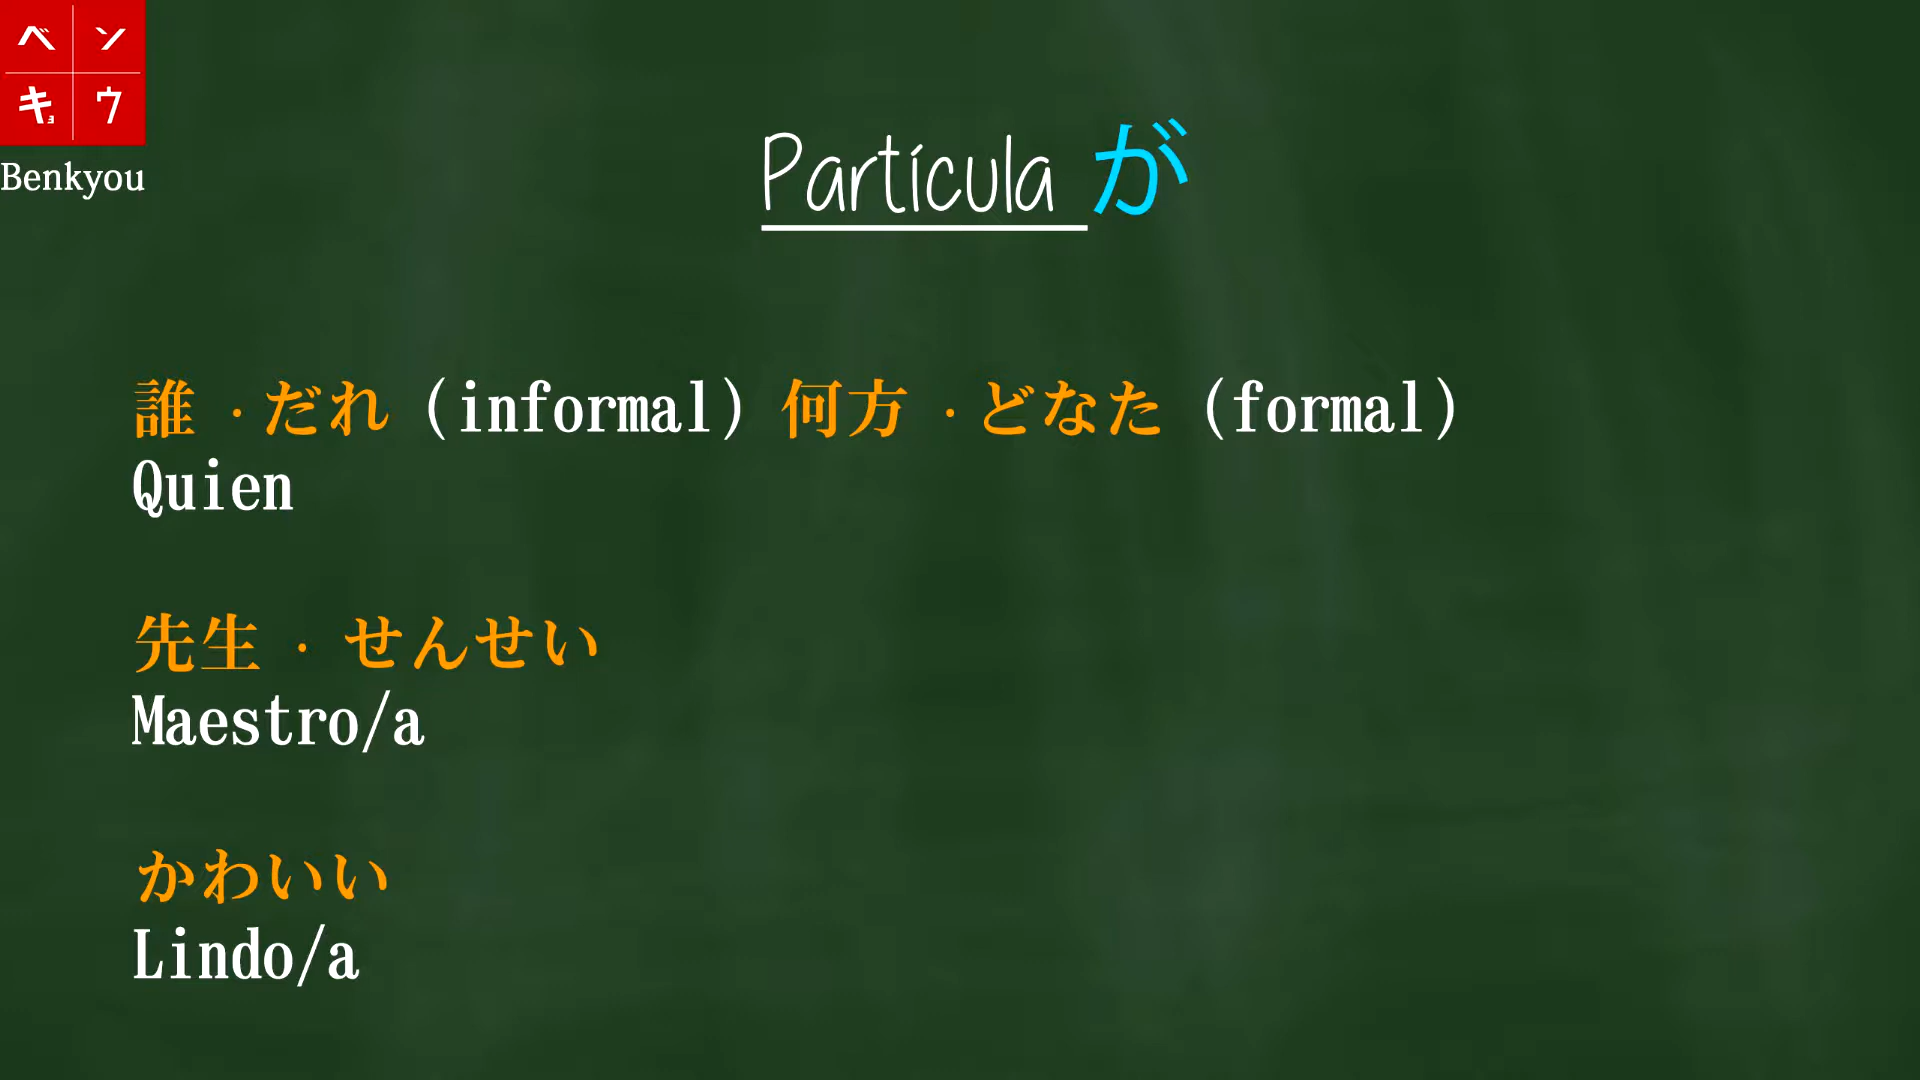 ベン
キョウ
Benkyou
Partícula が
誰 · だれ (informal) 何方 · どなた (formal)
Quien
先生 · せんせい
Maestro/a
かわいい
Lindo/a